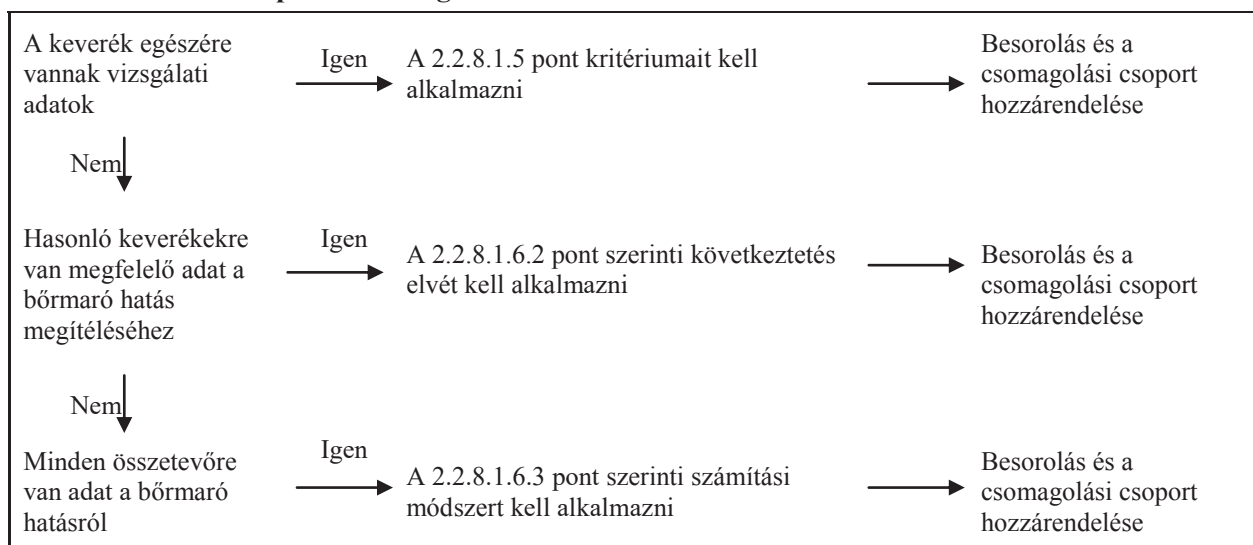 A keverék egészére
vannak vizsgálati
adatok
Igen
A 2.2.8.1.5 pont kritériumait kell
alkalmazni
Besorolás és a
csomagolási csoport
hozzárendelése
Nem
Hasonló keverékekre
van megfelelő adat a
bőrmaró hatás
megítéléséhez
Igen
A 2.2.8.1.6.2 pont szerinti következtetés
elvét kell alkalmazni
Besorolás és a
csomagolási csoport
hozzárendelése
Nem
Minden összetevőre
van adat a bőrmaró
hatásról
Igen
A 2.2.8.1.6.3 pont szerinti számítási
módszert kell alkalmazni
Besorolás és a
csomagolási csoport
hozzárendelése